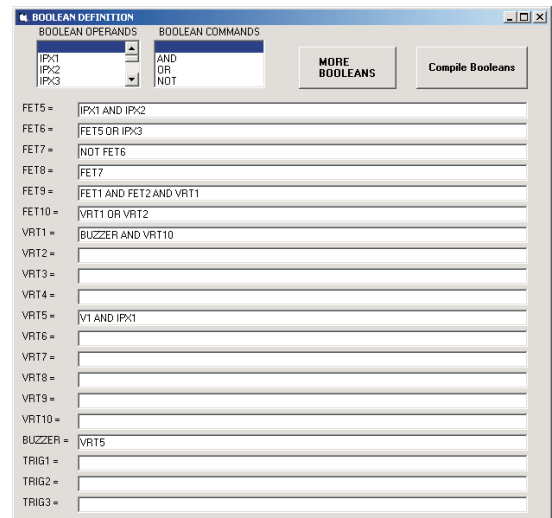 BOOLEAN DEFINITION
BOOLEAN OPERANDS BOOLEAN COMMANDS
IPX1
IPX2
IPX3
AND
OR
NOT
MORE
BOOLEANS
Compile Booleans
FET5 = IPX1 AND IPX2
FET6 = FET5 OR IPX3
FET7 = NOT FET6
FET8 = FET7
FET9 = FET1 AND FET2 AND VRT1
FET10 = VRT1 OR VRT2
VRT1 = BUZZER AND VRT10
VRT2 =
VRT3 =
VRT4 =
VRT5 = V1 AND IPX1
VRT6 =
VRT7 =
VRT8 =
VRT9 =
VRT10 =
BUZZER = VRT5
TRIG1 =
TRIG2 =
TRIG3 =